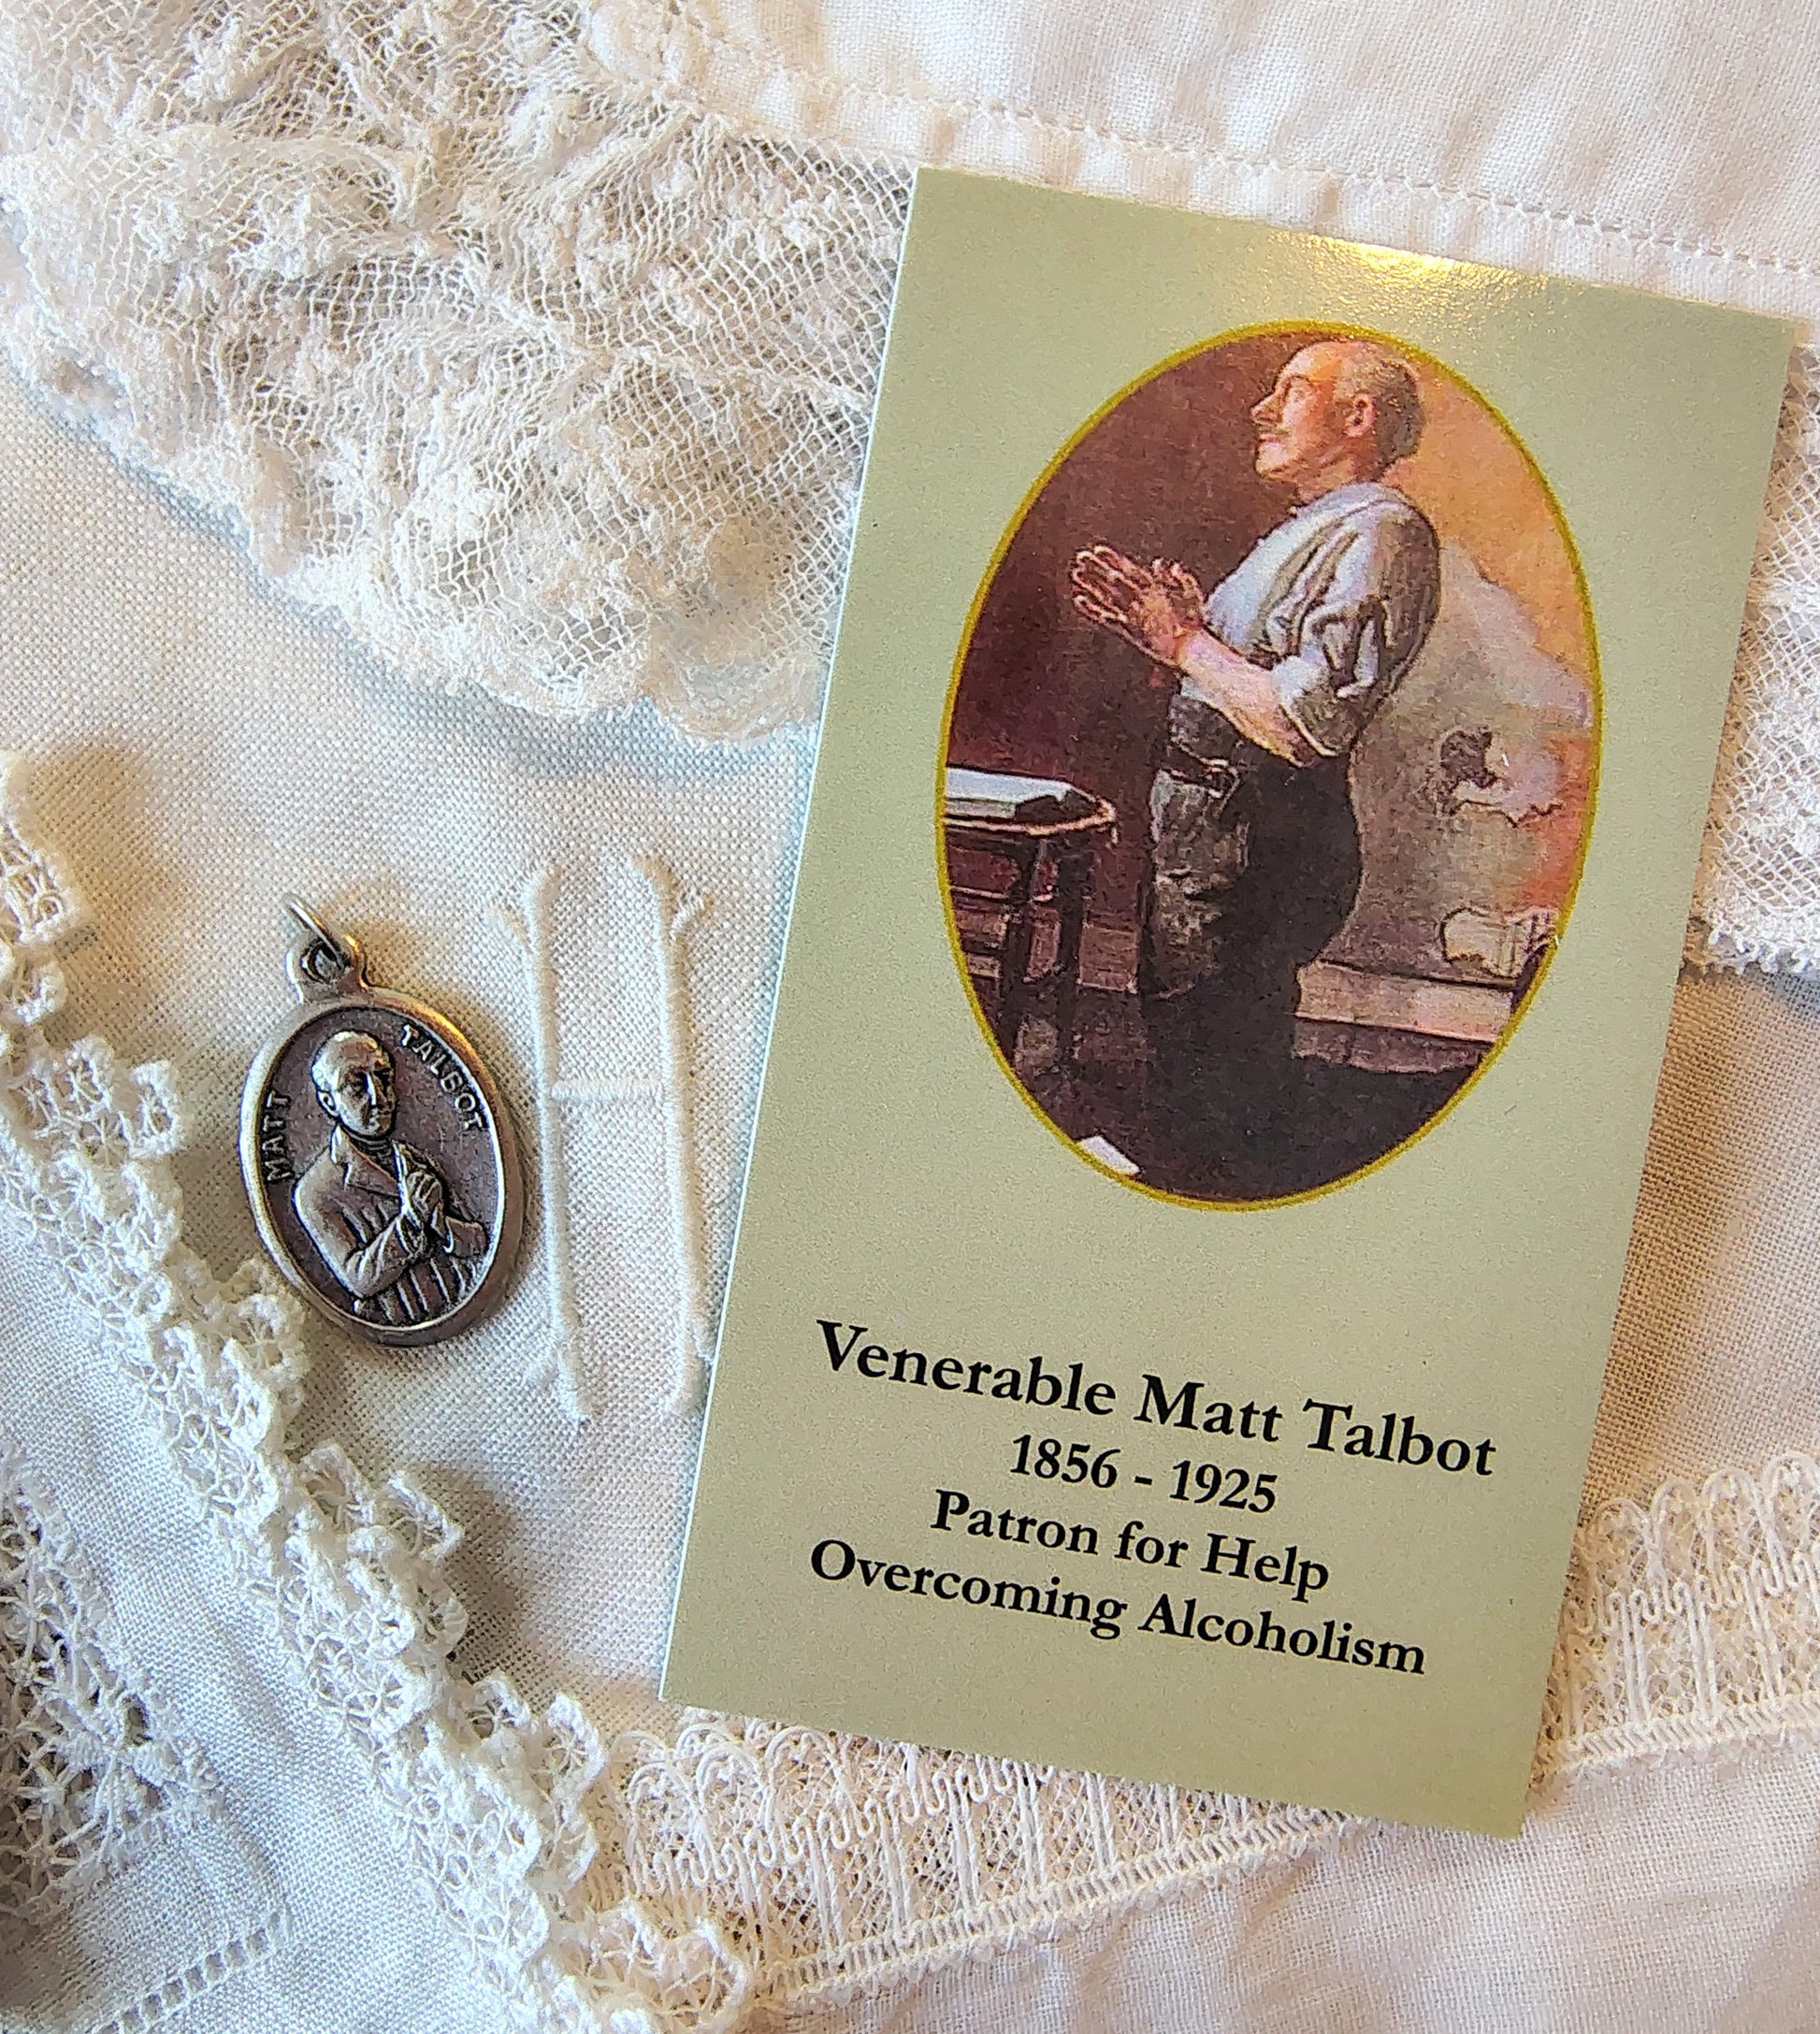 MATT TALBOT
H
Venerable Matt Talbot
1856 - 1925
Patron for Help
Overcoming Alcoholism